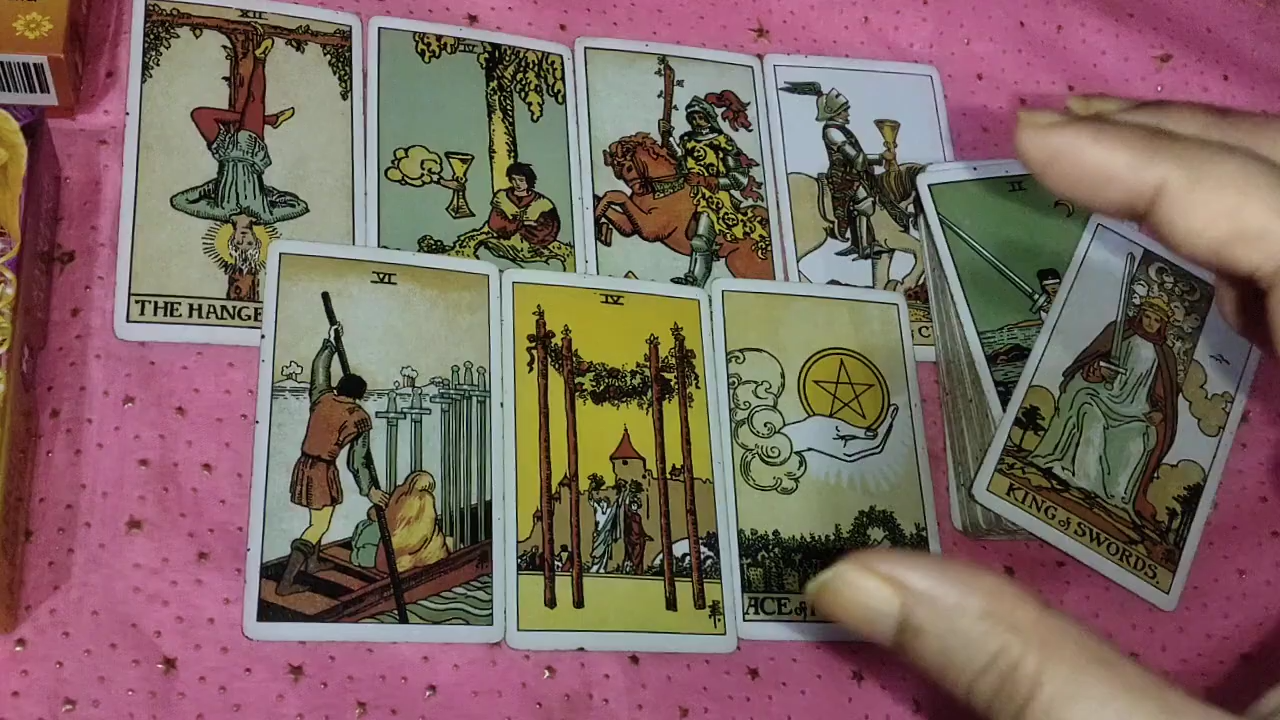 XII
IV
II
THE HANGE
C
VI
IV
ACE of
KING of SWORDS.